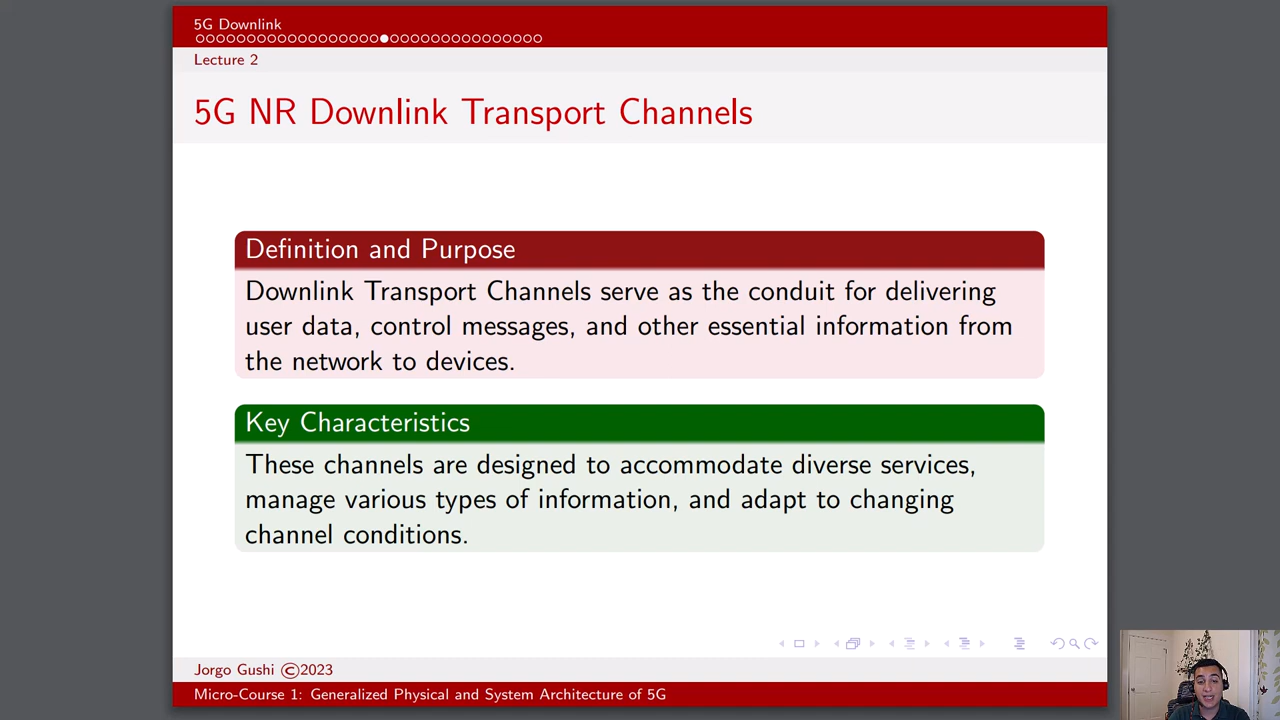 5G Downlink
Lecture 2
5G NR Downlink Transport Channels
Definition and Purpose
Downlink Transport Channels serve as the conduit for delivering
user data, control messages, and other essential information from
the network to devices.
Key Characteristics
These channels are designed to accommodate diverse services,
manage various types of information, and adapt to changing
channel conditions.
Jorgo Gushi ©2023
Micro-Course 1: Generalized Physical and System Architecture of 5G